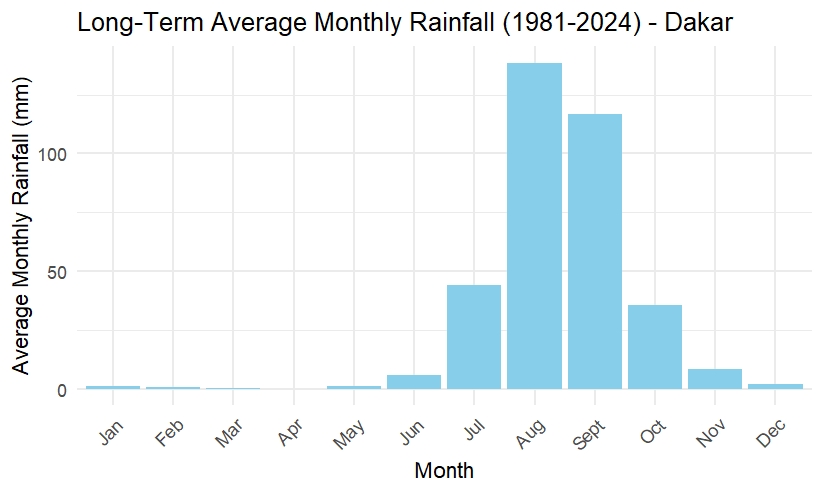 Long-Term Average Monthly Rainfall (1981-2024) - Dakar
Average Monthly Rainfall (mm)
100
50
0
Jan
Feb
Mar
Apr
May
Jun
Jul
Aug
Sept
Oct
Nov
Dec
Month